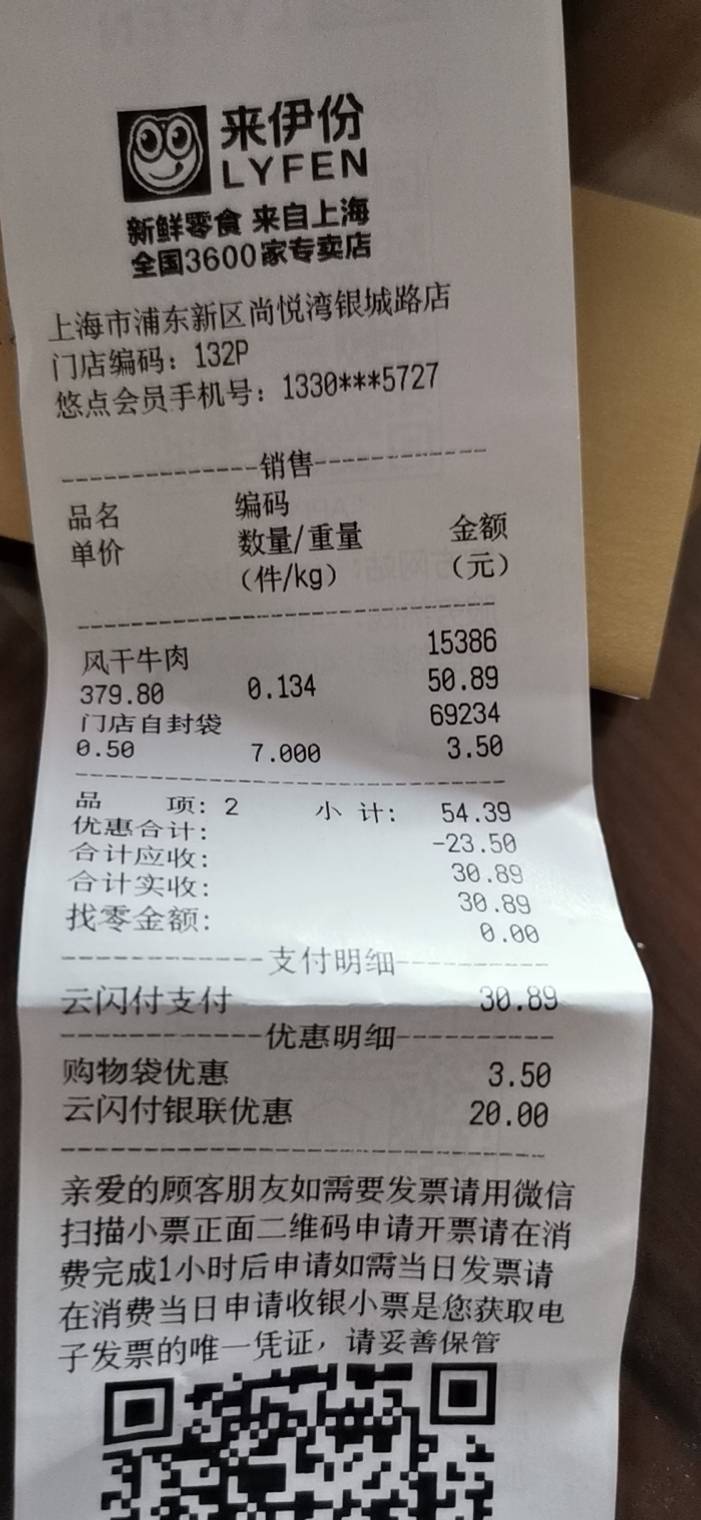 来伊份
LYFEN
新鲜零食 来自上海
全国3600家专卖店
上海市浦东新区尚悦湾银城路店
门店编码：132P
悠点会员手机号：1330***5727
------------销售------------
品名 编码
单价 数量/重量 金额
（件/kg） （元）
风干牛肉 15386
379.80 0.134 50.89
门店自封袋 69234
0.50 7.000 3.50
品 项: 2 小 计: 54.39
优惠合计: -23.50
合计应收: 30.89
合计实收: 30.89
找零金额: 0.00
------------支付明细------------
云闪付支付 30.89
------------优惠明细------------
购物袋优惠 3.50
云闪付银联优惠 20.00
亲爱的顾客朋友如需要发票请用微信
扫描小票正面二维码申请开票请在消
费完成1小时后申请如需当日发票请
在消费当日申请收银小票是您获取电
子发票的唯一凭证，请妥善保管